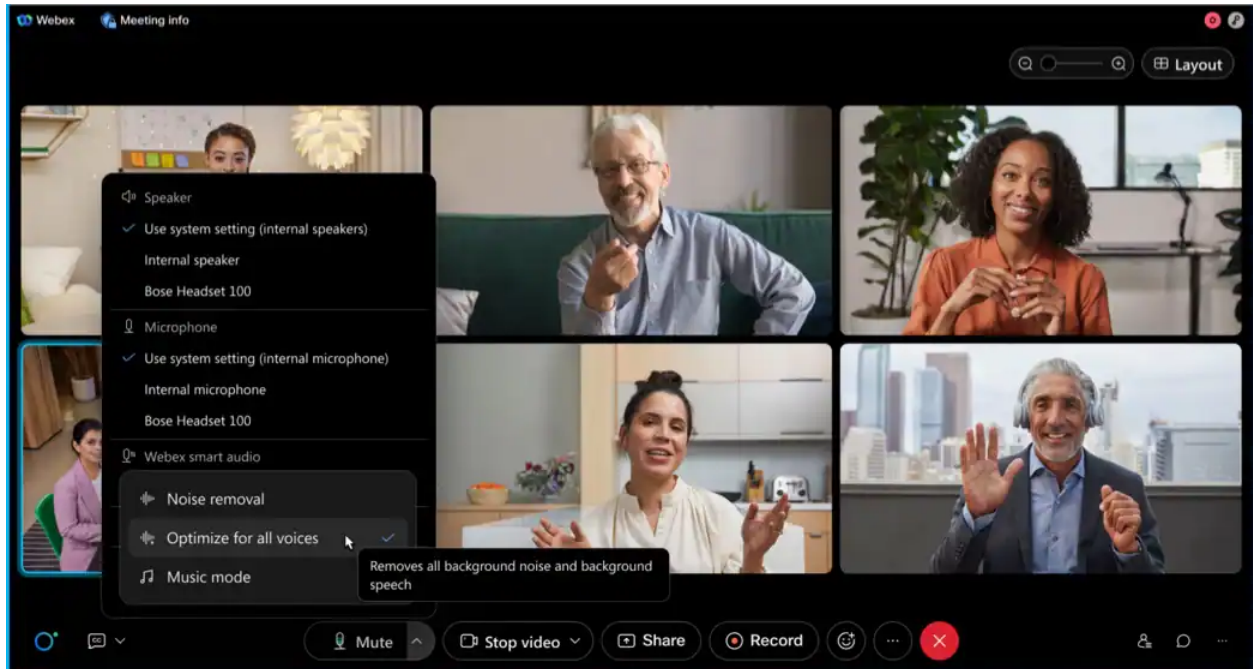 Webex
Meeting info
Layout
Speaker
Use system setting (internal speakers)
Internal speaker
Bose Headset 100
Microphone
Use system setting (internal microphone)
Internal microphone
Bose Headset 100
Webex smart audio
Noise removal
Optimize for all voices
Music mode
Removes all background noise and background
speech
CC
Mute
Stop video
Share
Record